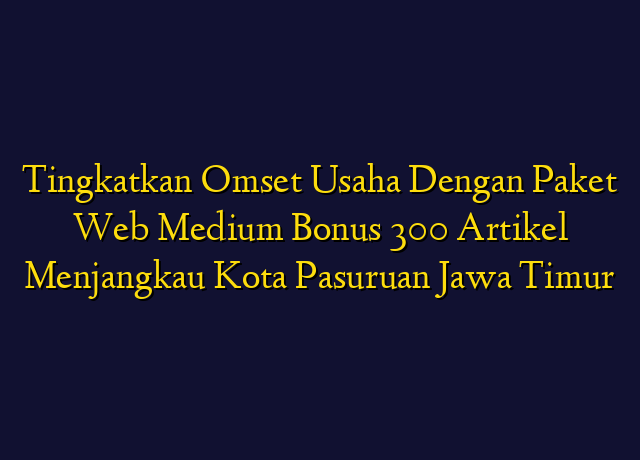 Tingkatkan Omset Usaha Dengan Paket
Web Medium Bonus 300 Artikel
Menjangkau Kota Pasuruan Jawa Timur